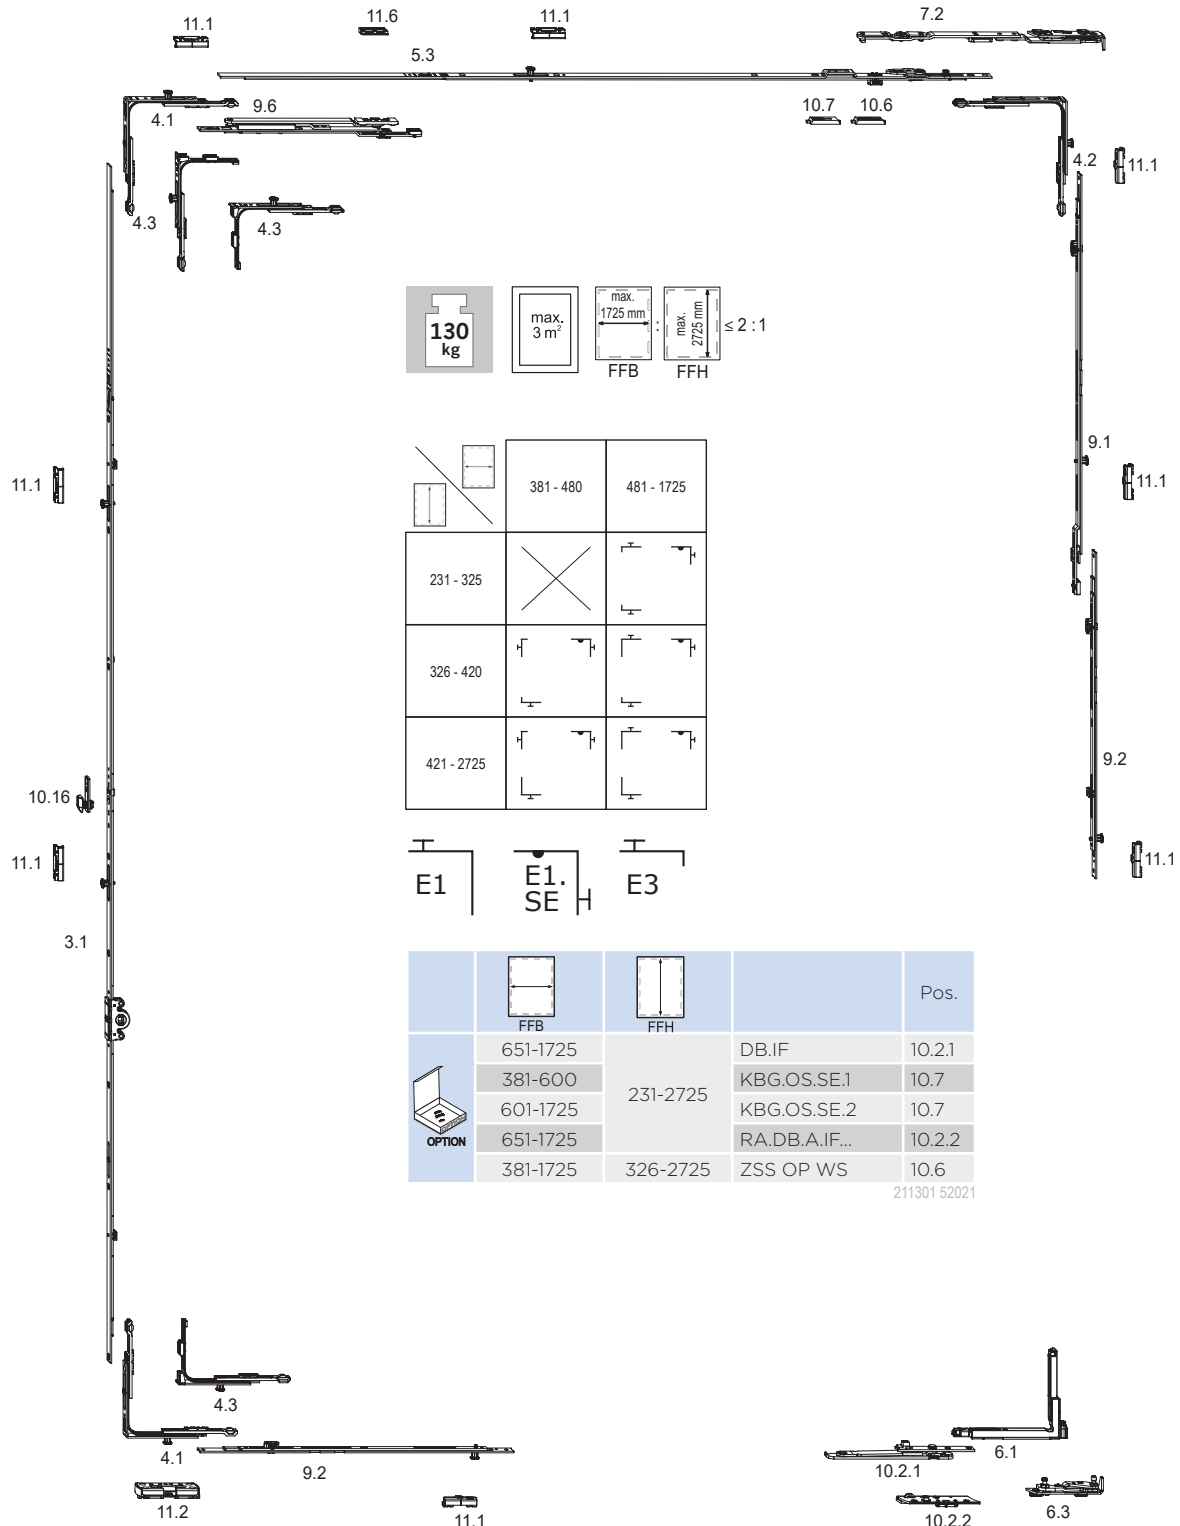 11.1
11.6
11.1
7.2
5.3
4.1
9.6
10.7
10.6
4.2
11.1
4.3
4.3
130
kg
max.
3 m²
max.
1725 mm
:
max.
2725 mm
≤ 2 : 1
FFB
FFH
381 - 480
481 - 1725
231 - 325
326 - 420
421 - 2725
11.1
9.1
11.1
10.16
9.2
11.1
11.1
E1
E1.
SE
E3
3.1
FFB
FFH
Pos.
OPTION
651-1725
231-2725
DB.IF
10.2.1
381-600
KBG.OS.SE.1
10.7
601-1725
KBG.OS.SE.2
10.7
651-1725
RA.DB.A.IF...
10.2.2
381-1725
326-2725
ZSS OP WS
10.6
211301 52021
4.3
4.1
9.2
6.1
10.2.1
11.2
11.1
10.2.2
6.3